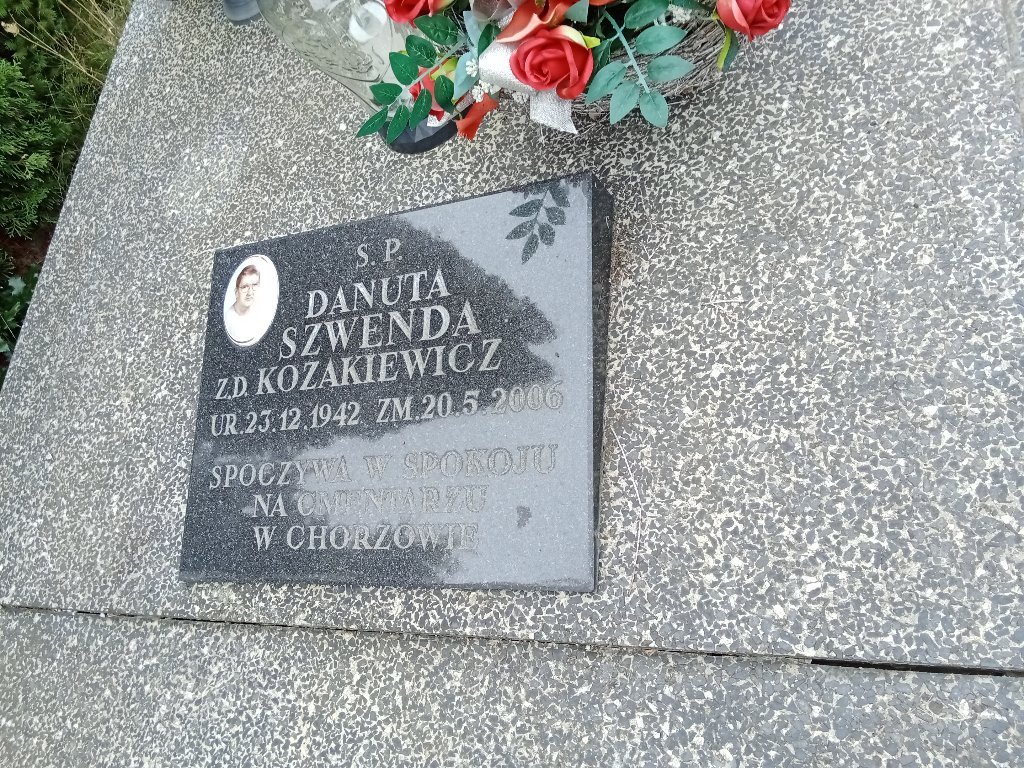 S. P.
DANUTA
SZWENDA
Z.D. KOZAKIEWICZ
UR. 23.12.1942 ZM. 20.5.2006
SPOCZYWA W SPOKOJU
NA CMENTARZU
W CHORZOWIE